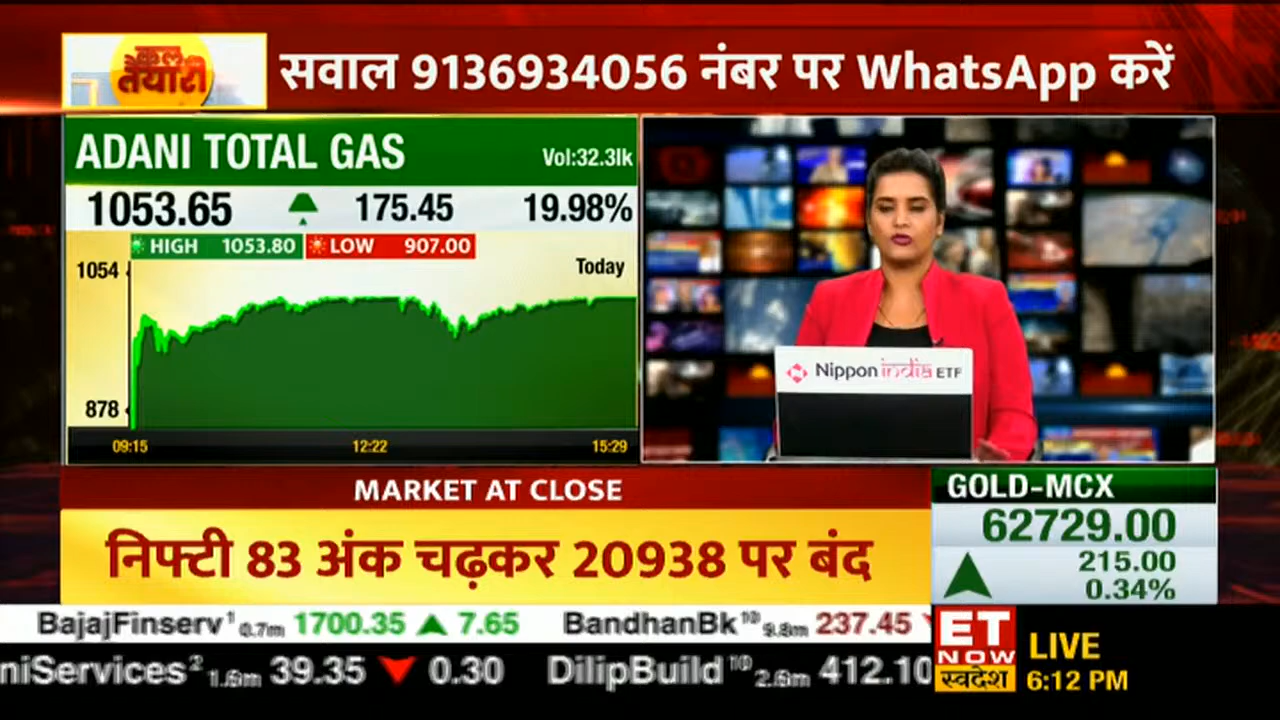 कल की तैयारी
सवाल 9136934056 नंबर पर WhatsApp करें
ADANI TOTAL GAS
Vol:32.3lk
1053.65 175.45 19.98%
HIGH 1053.80 LOW 907.00
Today
1054
878
09:15 12:22 15:29
Nippon india ETF
MARKET AT CLOSE
निफ्टी 83 अंक चढ़कर 20938 पर बंद
GOLD-MCX
62729.00
215.00
0.34%
BajajFinserv 1 0.7m 1700.35 7.65 BandhanBk 10 9.8m 237.45
niServices 2 1.6m 39.35 0.30 DilipBuild 10 2.6m 412.10
ET
NOW
स्वदेश
LIVE
6:12 PM